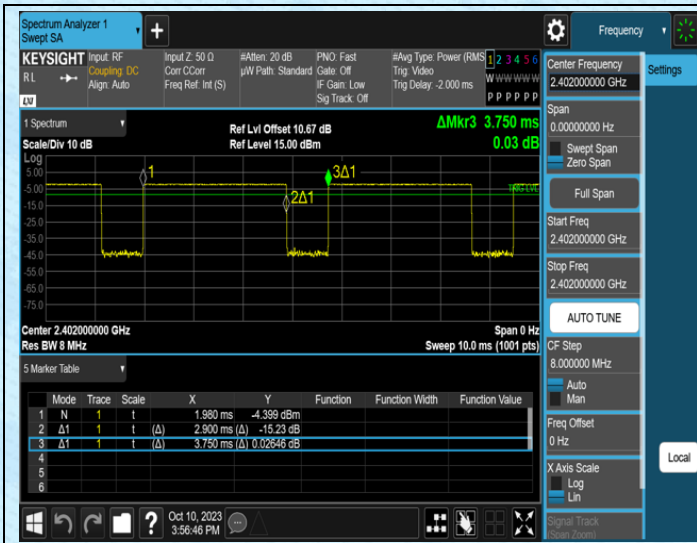 Spectrum Analyzer 1
Swept SA
Frequency
KEYSIGHT
RL
LXI
Input: RF
Coupling: DC
Align: Auto
Input Z: 50 Ω
Corr CCorr
Freq Ref: Int (S)
#Atten: 20 dB
µW Path: Standard
PNO: Fast
Gate: Off
IF Gain: Low
Sig Track: Off
#Avg Type: Power (RMS
Trig: Video
Trig Delay: -2.000 ms
1 2 3 4 5 6
W W W W W W
P P P P P P
1 Spectrum
Scale/Div 10 dB
Ref Lvl Offset 10.67 dB
Ref Level 15.00 dBm
ΔMkr3 3.750 ms
0.03 dB
Log
5.00
-5.00
-15.0
-25.0
-35.0
-45.0
-55.0
-65.0
-75.0
1
2Δ1
3Δ1
TRIG LVL
Center 2.402000000 GHz
Res BW 8 MHz
Span 0 Hz
Sweep 10.0 ms (1001 pts)
5 Marker Table
Mode Trace Scale X Y Function Function Width Function Value
1 N 1 t 1.980 ms -4.399 dBm
2 Δ1 1 t (Δ) 2.900 ms (Δ) -15.23 dB
3 Δ1 1 t (Δ) 3.750 ms (Δ) 0.02646 dB
4
5
6
?
Oct 10, 2023
3:56:46 PM
Center Frequency
2.402000000 GHz
Span
0.00000000 Hz
Swept Span
Zero Span
Full Span
Start Freq
2.402000000 GHz
Stop Freq
2.402000000 GHz
AUTO TUNE
CF Step
8.000000 MHz
Auto
Man
Freq Offset
0 Hz
X Axis Scale
Log
Lin
Signal Track
(Span Zoom)
Settings
Local